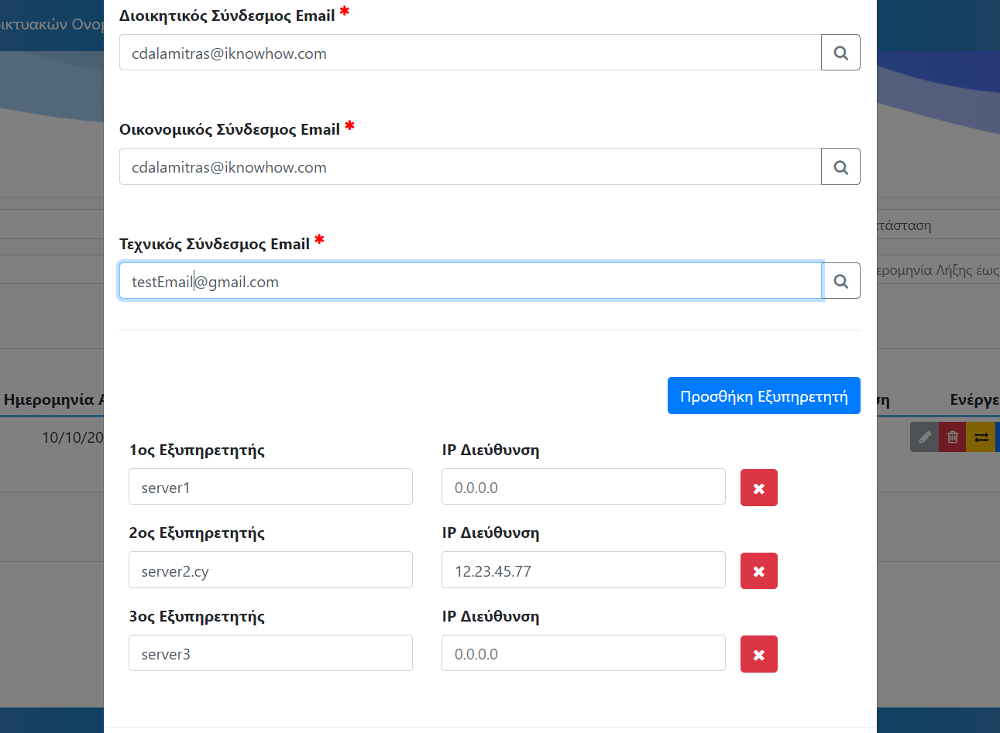 Διοικητικός Σύνδεσμος Email *
cdalamitras@iknowhow.com
Οικονομικός Σύνδεσμος Email *
cdalamitras@iknowhow.com
τάσταση
Τεχνικός Σύνδεσμος Email *
testEmail@gmail.com
ερομηνία Λήξης έως
Προσθήκη Εξυπηρετητή
Ημερομηνία
Ενέργε
10/10/20
1ος Εξυπηρετητής IP Διεύθυνση
server1 0.0.0.0
2ος Εξυπηρετητής IP Διεύθυνση
server2.cy 12.23.45.77
3ος Εξυπηρετητής IP Διεύθυνση
server3 0.0.0.0